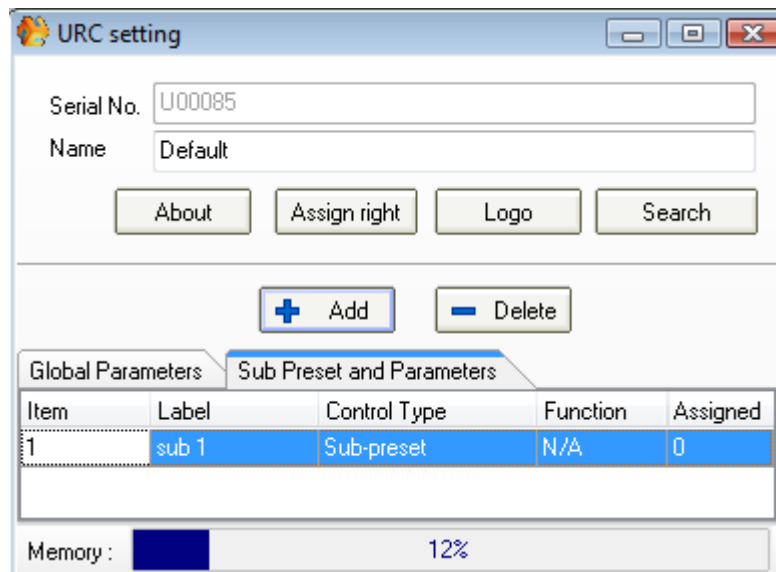 URC setting
Serial No. U00085
Name Default
About Assign right Logo Search
Add Delete
Global Parameters Sub Preset and Parameters
Item Label Control Type Function Assigned
1 sub 1 Sub-preset N/A 0
Memory : 12%